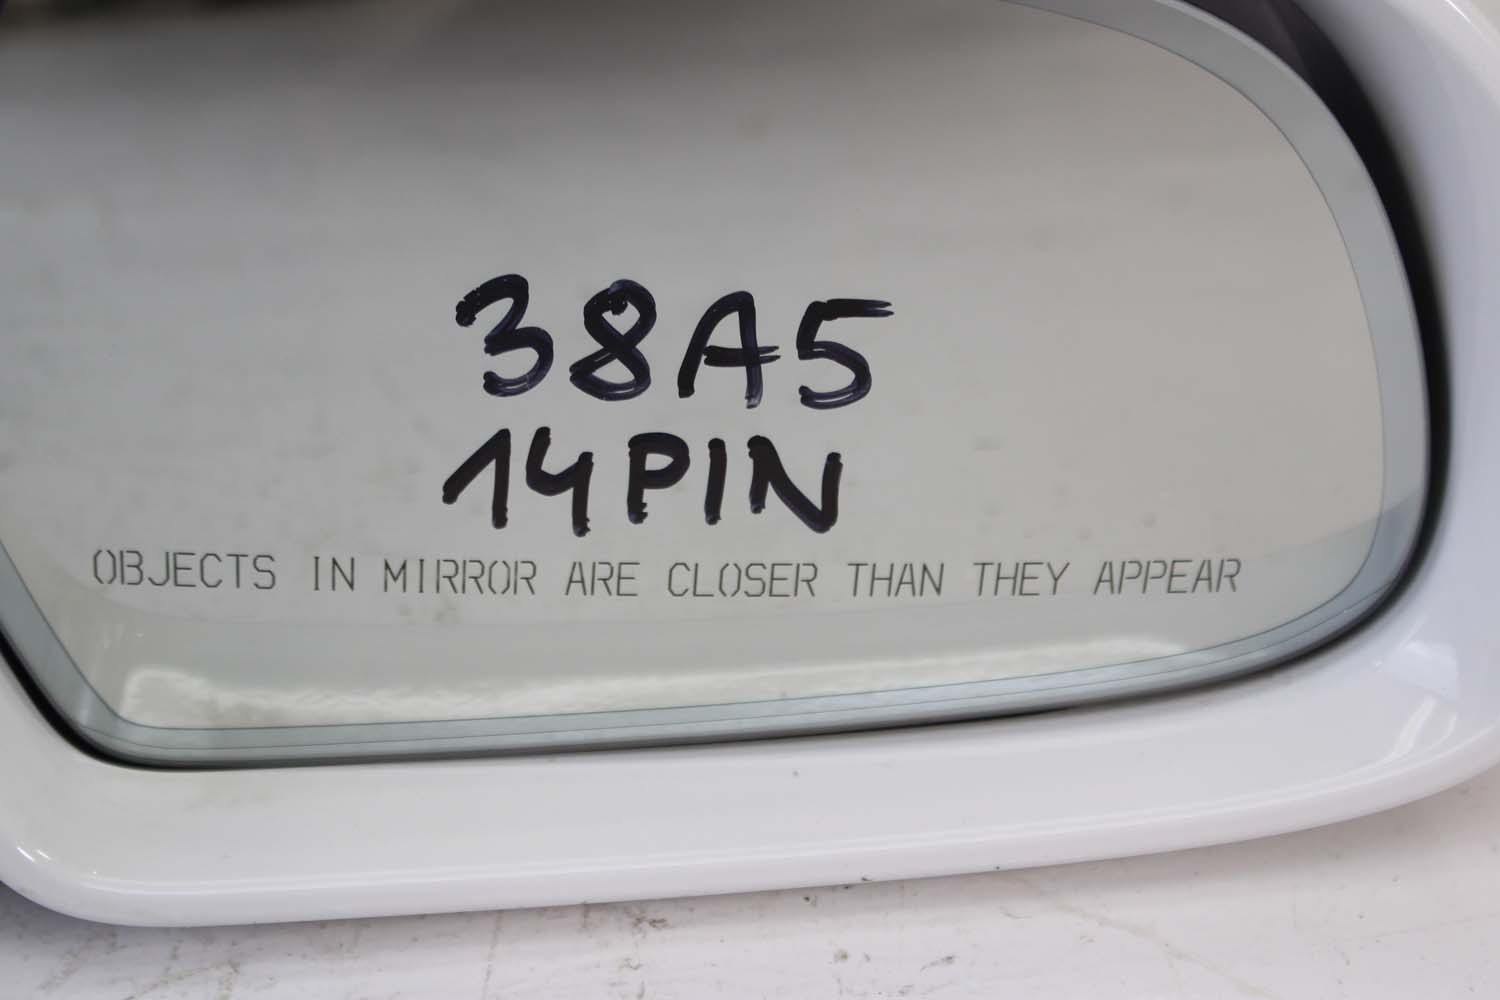 38A5
14PIN
OBJECTS IN MIRROR ARE CLOSER THAN THEY APPEAR